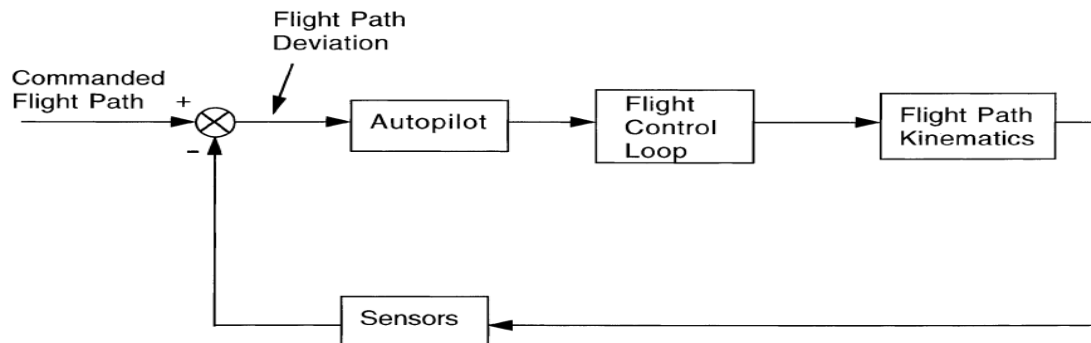 Flight Path
Deviation
Commanded
Flight Path
+
-
Autopilot
Flight
Control
Loop
Flight Path
Kinematics
Sensors